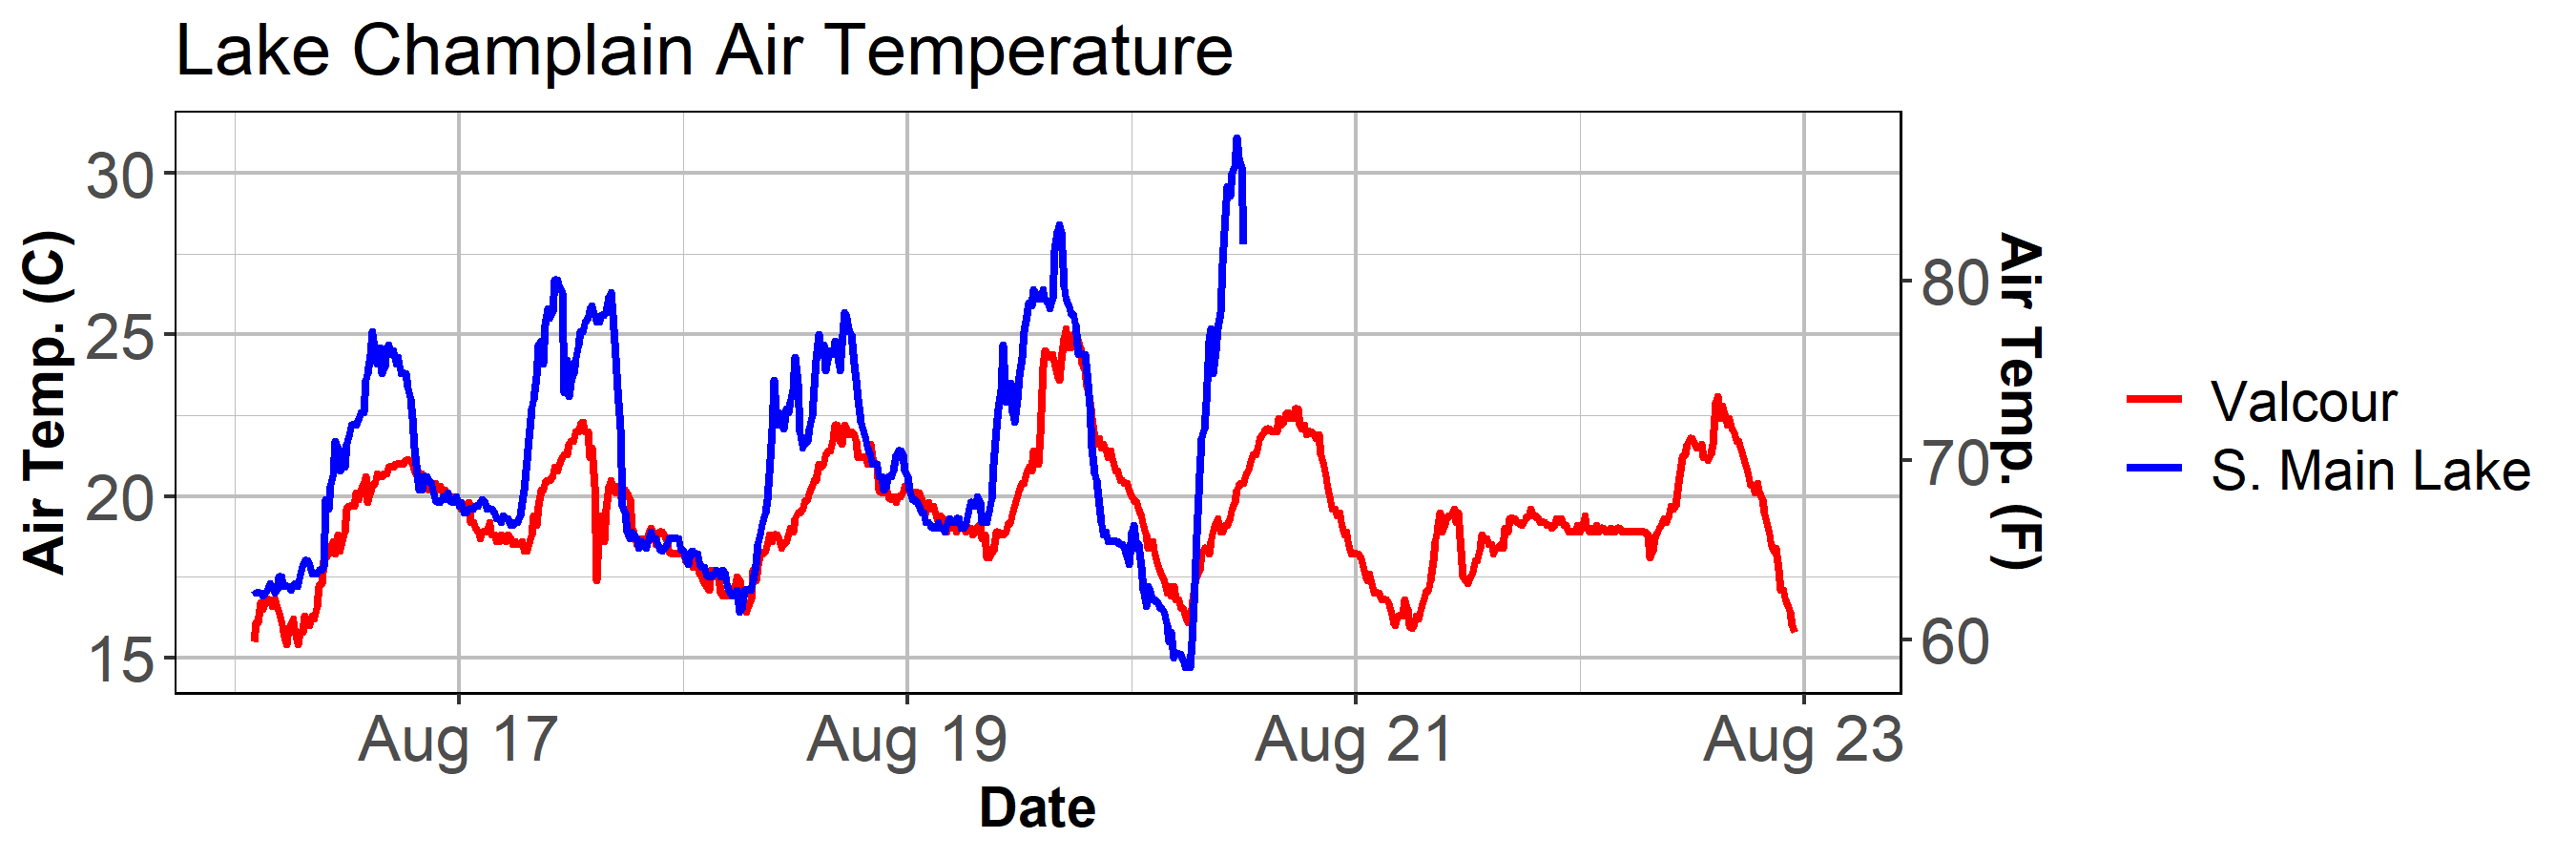 Lake Champlain Air Temperature
30
25
20
15
Air Temp. (C)
80
70
60
Air Temp. (F)
Valcour
S. Main Lake
Aug 17 Aug 19 Aug 21 Aug 23
Date